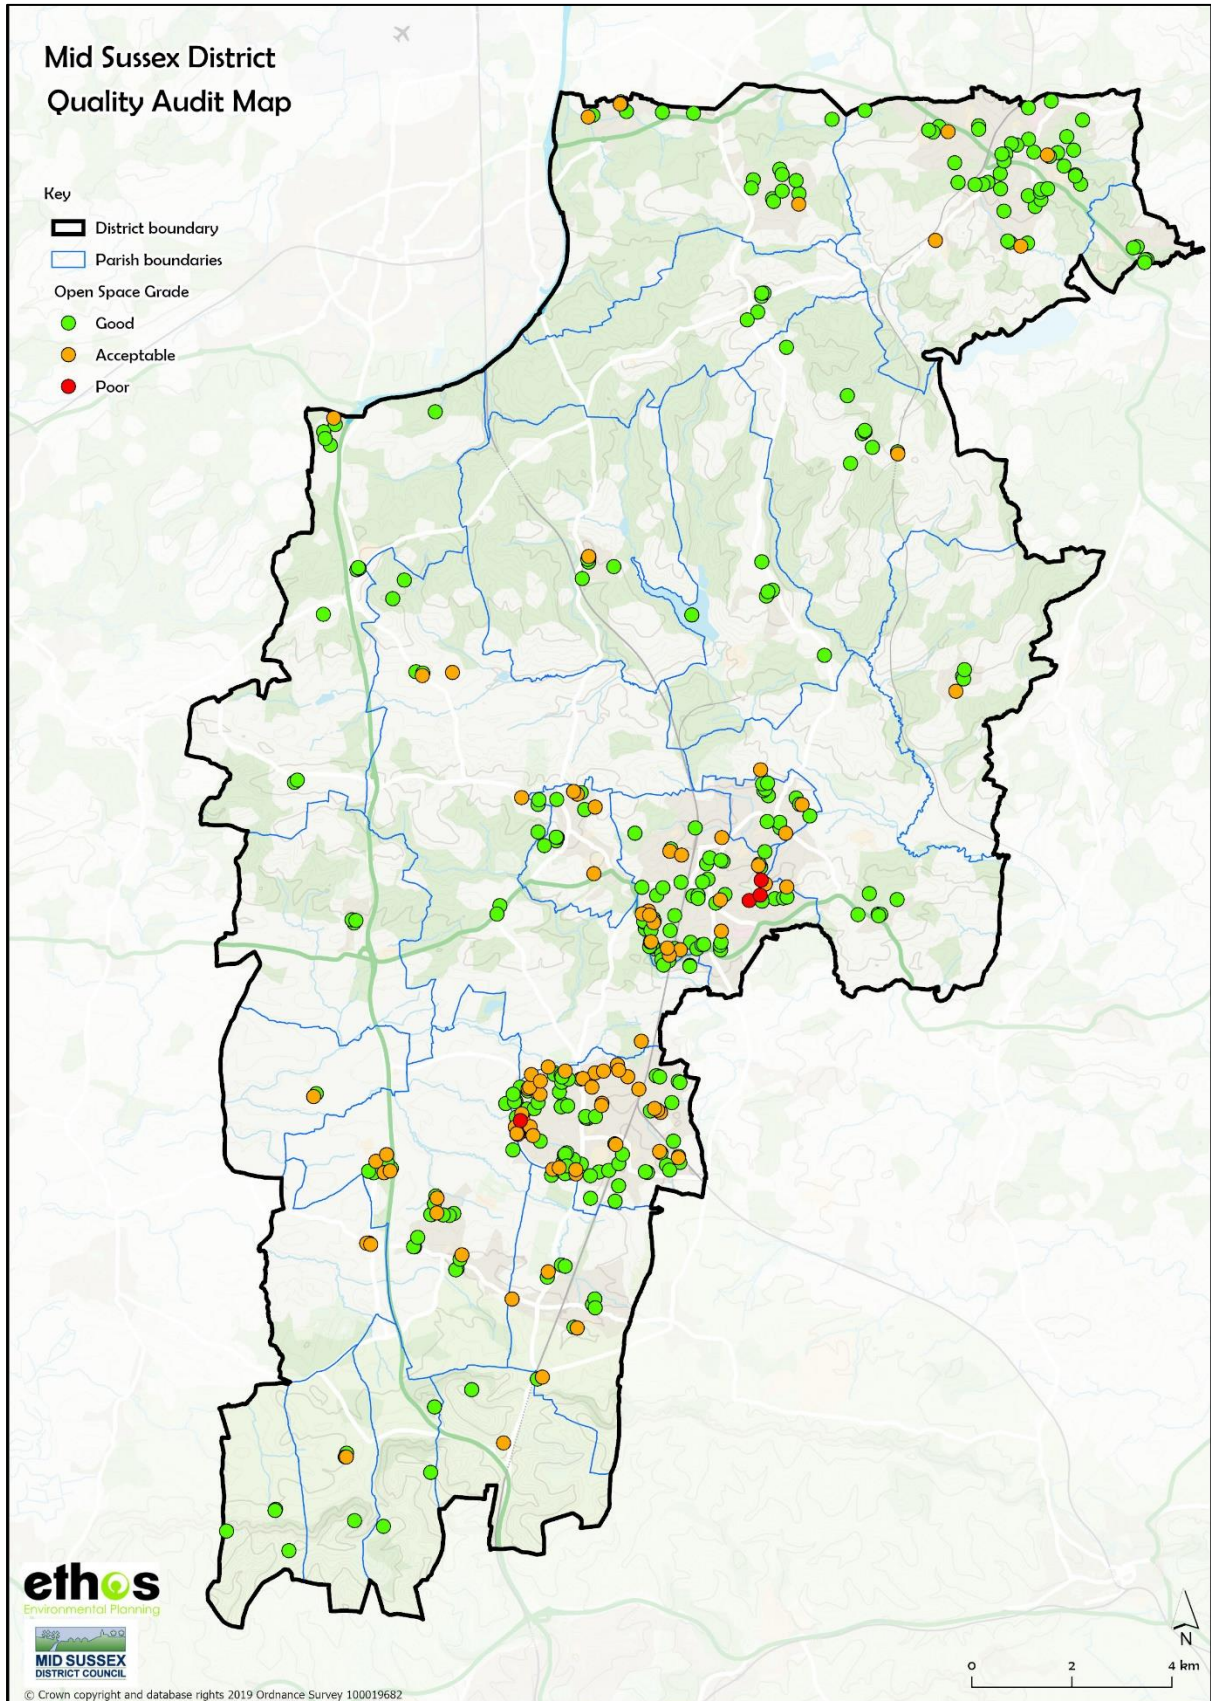 Mid Sussex District
Quality Audit Map
Key
District boundary
Parish boundaries
Open Space Grade
Good
Acceptable
Poor
ethos
Environmental Planning
MID SUSSEX
DISTRICT COUNCIL
© Crown copyright and database rights 2019 Ordnance Survey 100019682
N
0 2 4 km